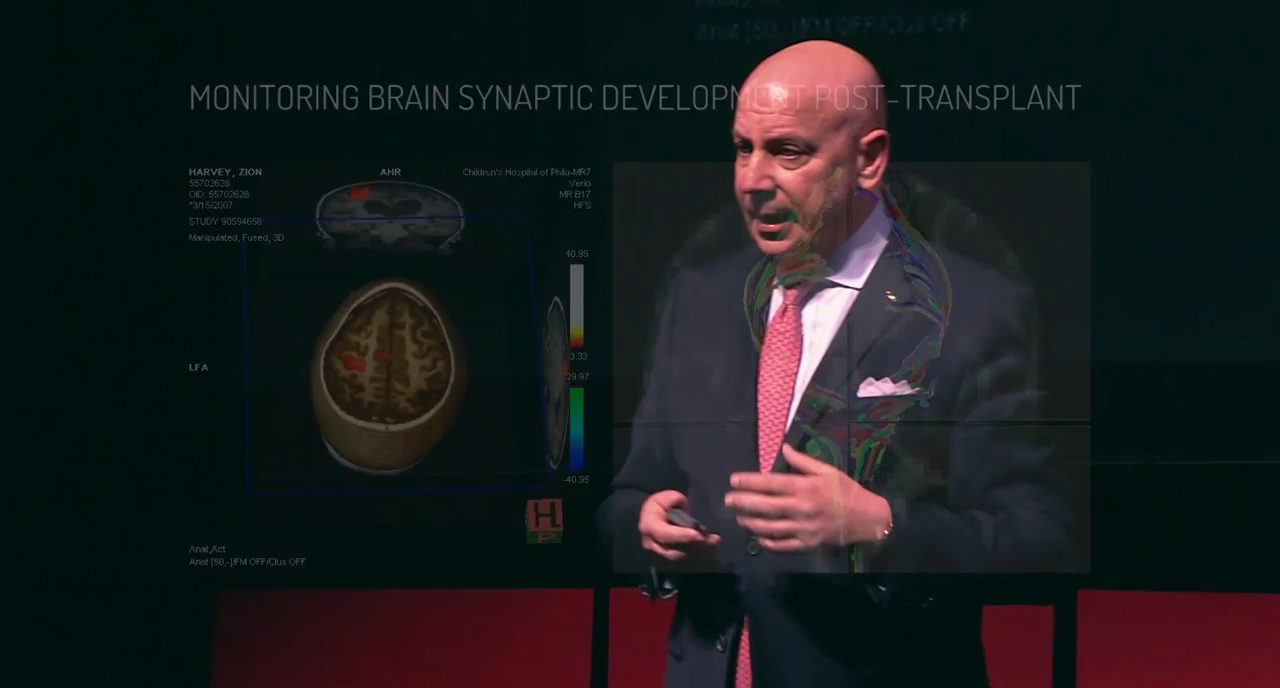 Anat [50,-]/FM OFF/Clus OFF
MONITORING BRAIN SYNAPTIC DEVELOPMENT POST-TRANSPLANT
HARVEY, ZION
55702628
OID: 55702628
*3/15/2007
STUDY 90594658
Manipulated, Fused, 3D
AHR
Children's Hospital of Phila-MR7
Verio
MR B17
HFS
40.95
3.33
29.97
-40.95
LFA
H
P
Anat,Act
Anat [50,-]/FM OFF/Clus OFF